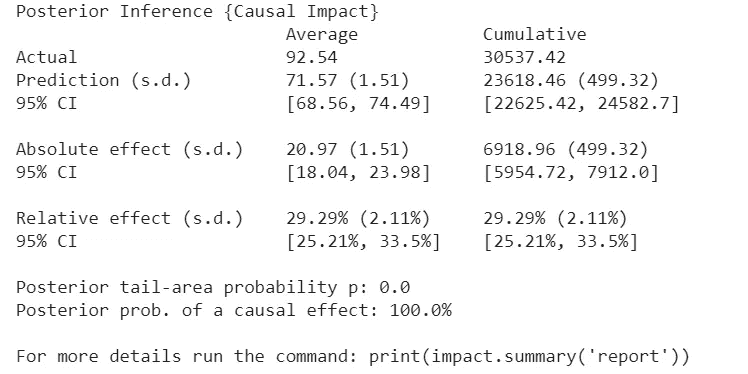 Posterior Inference {Causal Impact}
Average Cumulative
Actual 92.54 30537.42
Prediction (s.d.) 71.57 (1.51) 23618.46 (499.32)
95% CI [68.56, 74.49] [22625.42, 24582.7]
Absolute effect (s.d.) 20.97 (1.51) 6918.96 (499.32)
95% CI [18.04, 23.98] [5954.72, 7912.0]
Relative effect (s.d.) 29.29% (2.11%) 29.29% (2.11%)
95% CI [25.21%, 33.5%] [25.21%, 33.5%]
Posterior tail-area probability p: 0.0
Posterior prob. of a causal effect: 100.0%
For more details run the command: print(impact.summary('report'))